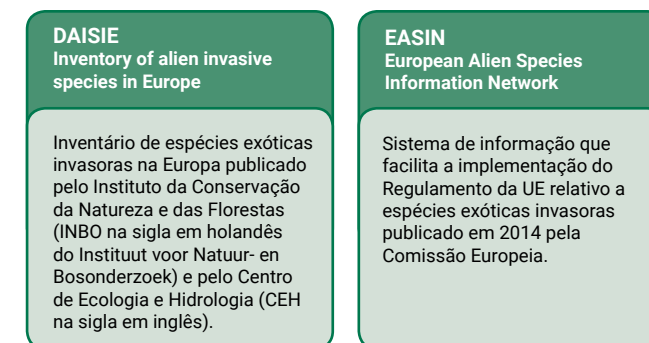 DAISIE
Inventory of alien invasive
species in Europe
Inventário de espécies exóticas
invasoras na Europa publicado
pelo Instituto da Conservação
da Natureza e das Florestas
(INBO na sigla em holandês
do Instituut voor Natuur- en
Bosonderzoek) e pelo Centro
de Ecologia e Hidrologia (CEH
na sigla em inglês).
EASIN
European Alien Species
Information Network
Sistema de informação que
facilita a implementação do
Regulamento da UE relativo a
espécies exóticas invasoras
publicado em 2014 pela
Comissão Europeia.